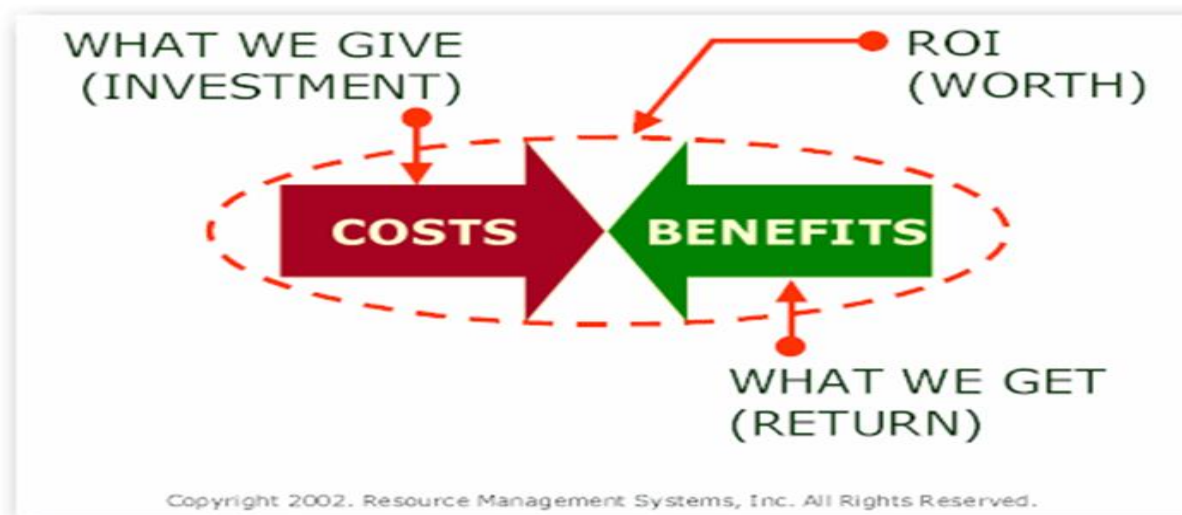 WHAT WE GIVE
(INVESTMENT)
ROI
(WORTH)
COSTS
BENEFITS
WHAT WE GET
(RETURN)
Copyright 2002. Resource Management Systems, Inc. All Rights Reserved.